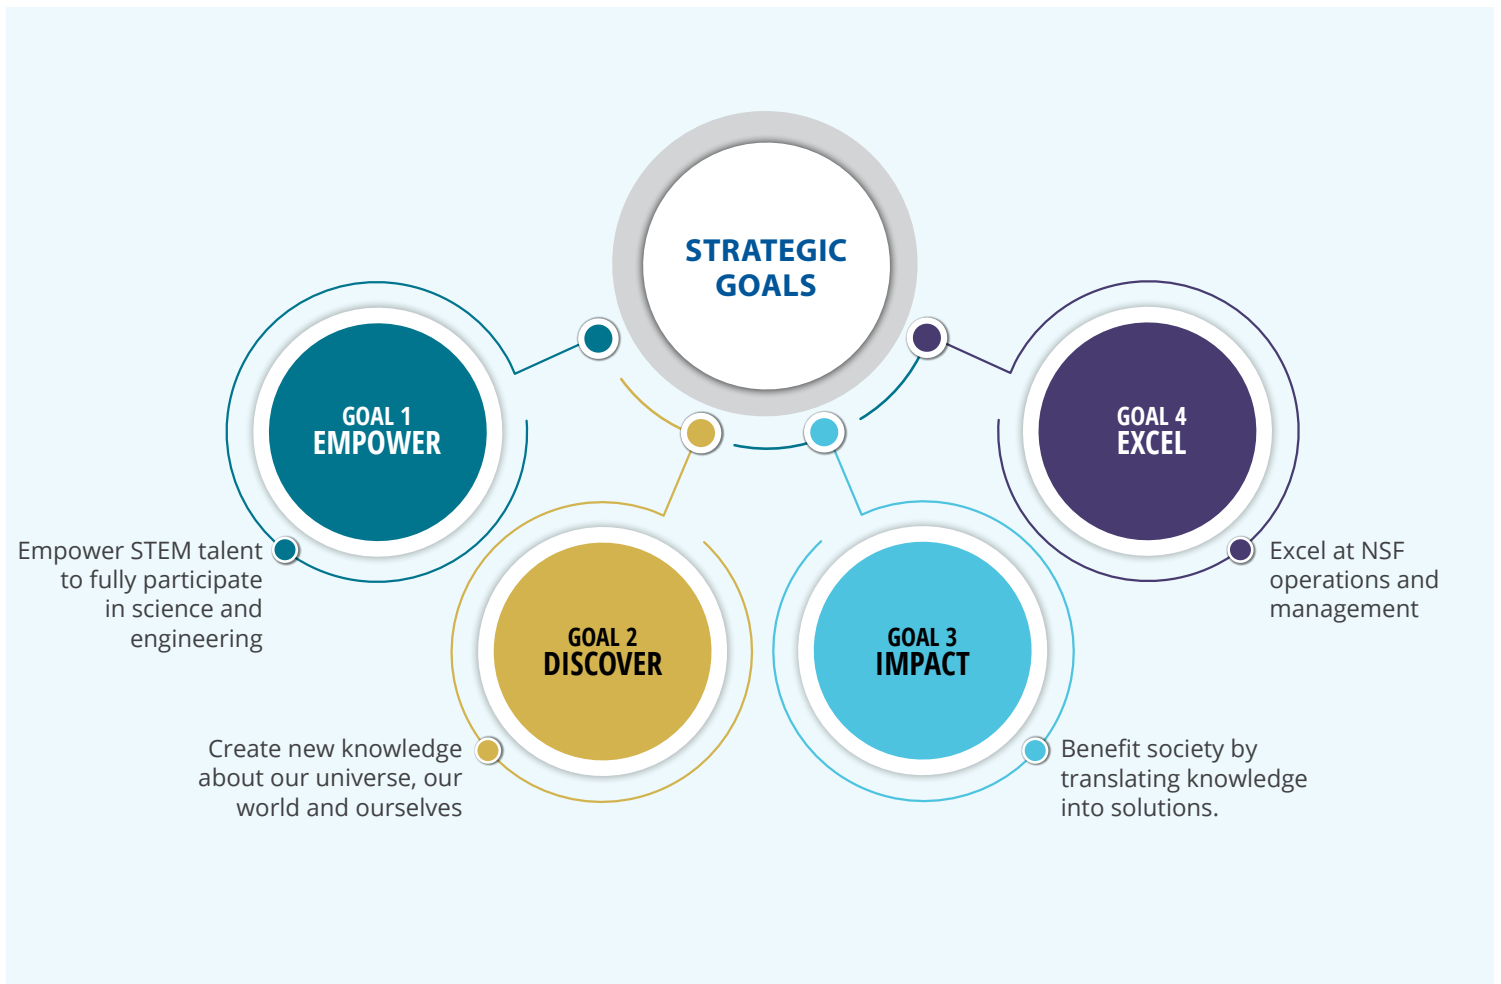 STRATEGIC
GOALS
GOAL 1
EMPOWER
Empower STEM talent
to fully participate
in science and
engineering
GOAL 2
DISCOVER
Create new knowledge
about our universe, our
world and ourselves
GOAL 3
IMPACT
Benefit society by
translating knowledge
into solutions.
GOAL 4
EXCEL
Excel at NSF
operations and
management